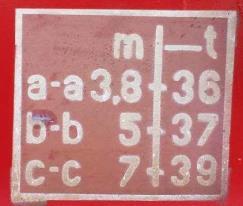 m —t
a-a 3,8-36
b-b 5-37
c-c 7-39